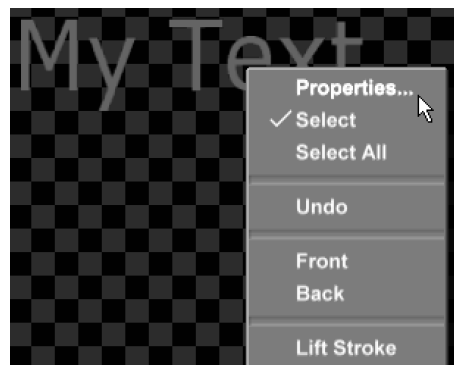 My Text
Properties...
Select
Select All
Undo
Front
Back
Lift Stroke